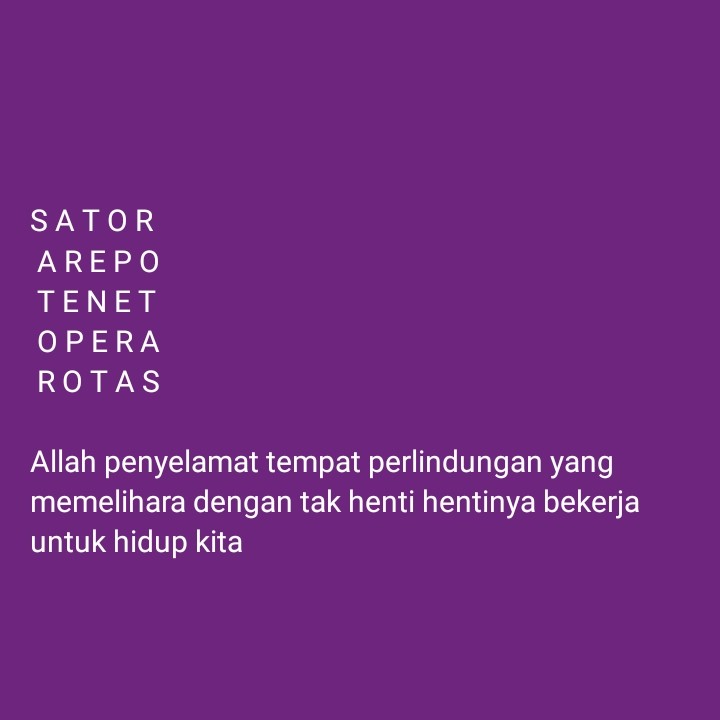 S A T O R
A R E P O
T E N E T
O P E R A
R O T A S
Allah penyelamat tempat perlindungan yang
memelihara dengan tak henti hentinya bekerja
untuk hidup kita